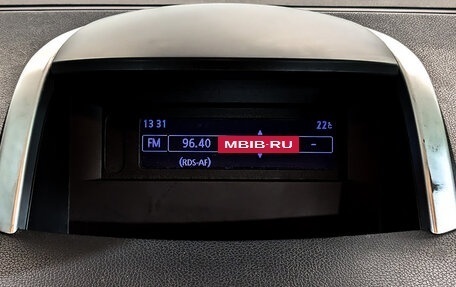 13 31 22°c
FM 96.40 MBIB·RU -
(RDS-AF)